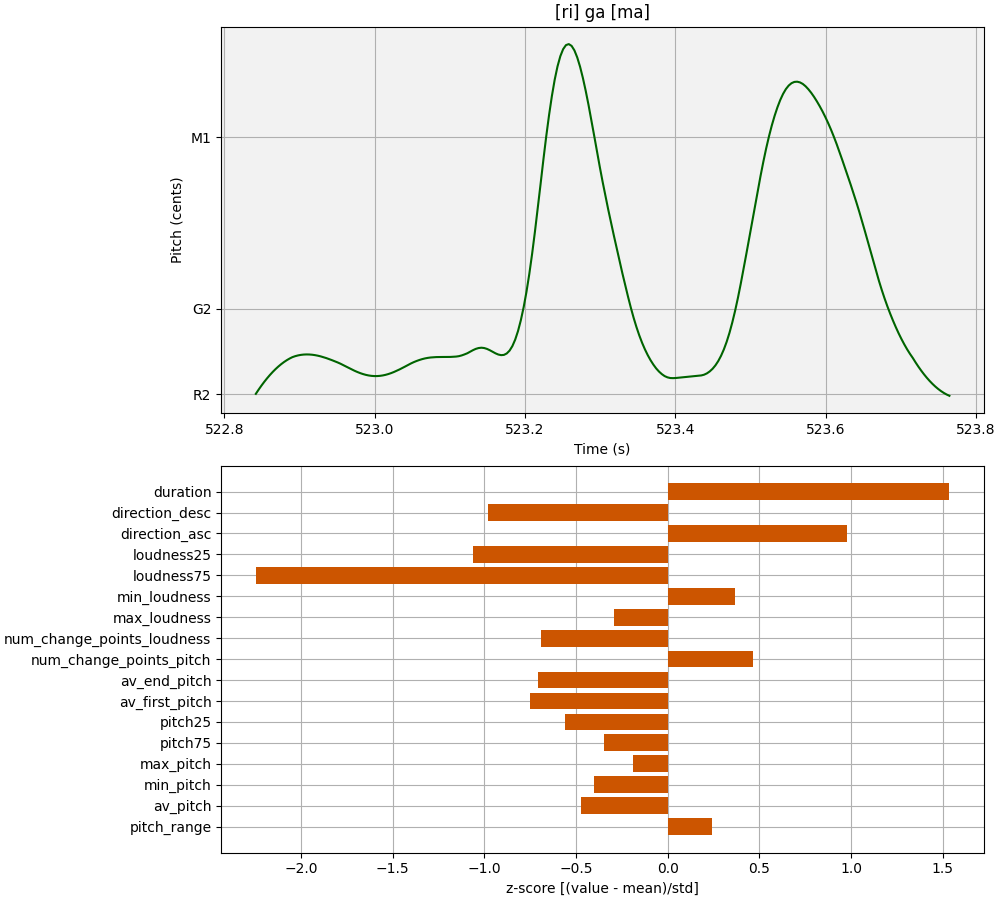 [ri] ga [ma]
Pitch (cents)
M1
G2
R2
522.8 523.0 523.2 523.4 523.6 523.8
Time (s)
duration
direction_desc
direction_asc
loudness25
loudness75
min_loudness
max_loudness
num_change_points_loudness
num_change_points_pitch
av_end_pitch
av_first_pitch
pitch25
pitch75
max_pitch
min_pitch
av_pitch
pitch_range
−2.0 −1.5 −1.0 −0.5 0.0 0.5 1.0 1.5
z-score [(value - mean)/std]